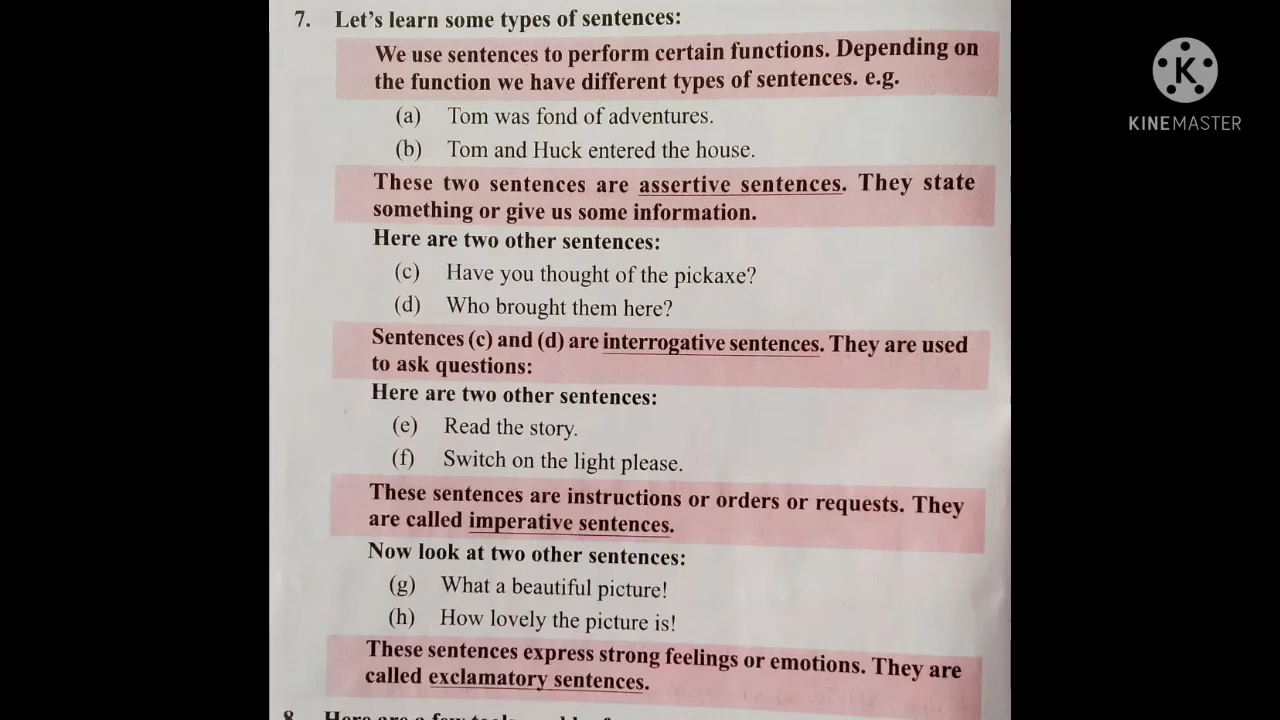 7. Let's learn some types of sentences:
We use sentences to perform certain functions. Depending on
the function we have different types of sentences. e.g.
(a) Tom was fond of adventures.
(b) Tom and Huck entered the house.
These two sentences are assertive sentences. They state
something or give us some information.
Here are two other sentences:
(c) Have you thought of the pickaxe?
(d) Who brought them here?
Sentences (c) and (d) are interrogative sentences. They are used
to ask questions:
Here are two other sentences:
(e) Read the story.
(f) Switch on the light please.
These sentences are instructions or orders or requests. They
are called imperative sentences.
Now look at two other sentences:
(g) What a beautiful picture!
(h) How lovely the picture is!
These sentences express strong feelings or emotions. They are
called exclamatory sentences.
8. Here are a few
K
KINEMASTER